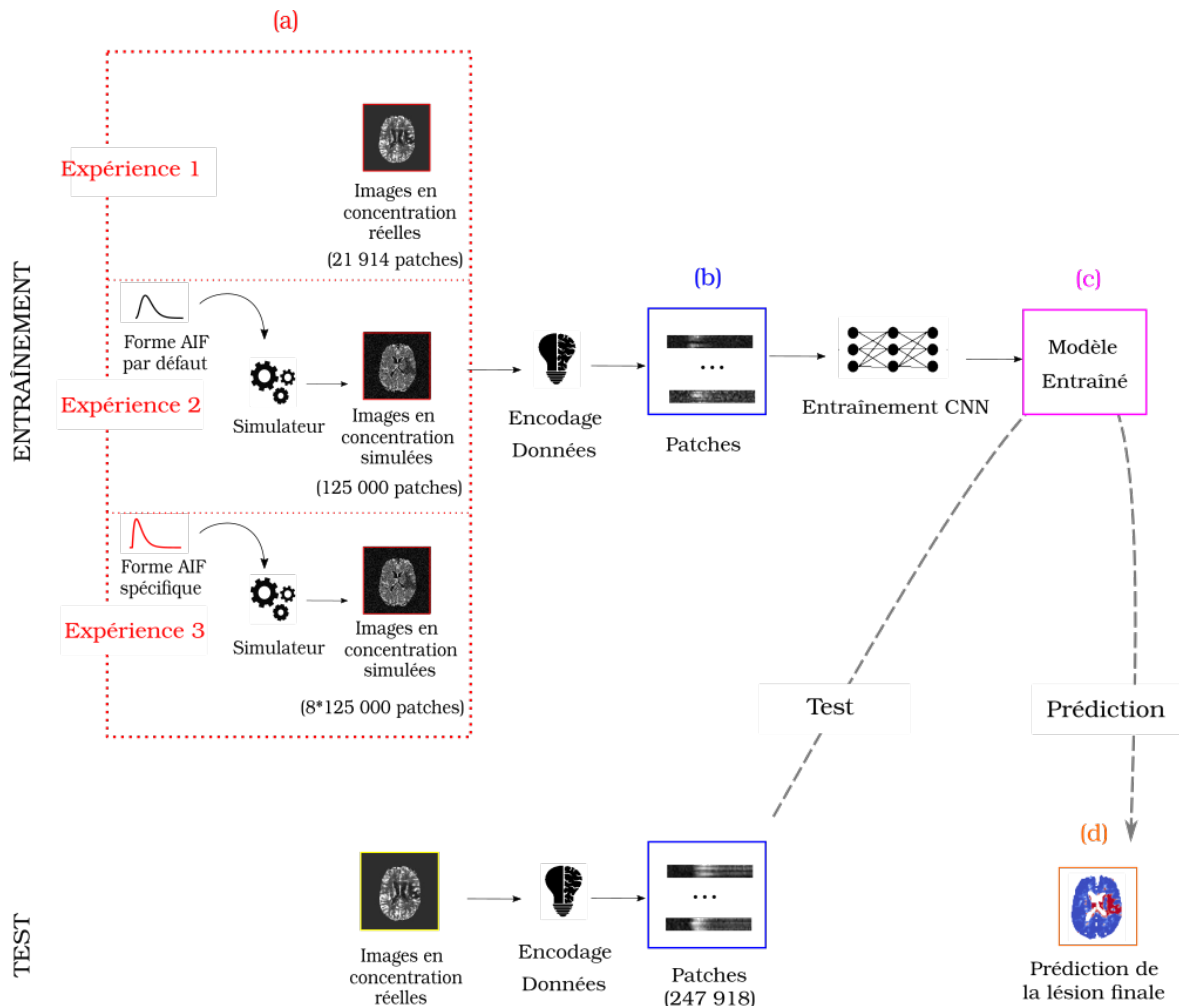 (a)
Expérience 1
Images en
concentration
réelles
(21 914 patches)
ENTRAÎNEMENT
Forme AIF
par défaut
Expérience 2
Simulateur
Images en
concentration
simulées
(125 000 patches)
Forme AIF
spécifique
Expérience 3
Simulateur
Images en
concentration
simulées
(8*125 000 patches)
Encodage
Données
(b)
Patches
Entraînement CNN
(c)
Modèle
Entraîné
Test
Prédiction
TEST
Images en
concentration
réelles
Encodage
Données
Patches
(247 918)
(d)
Prédiction de
la lésion finale